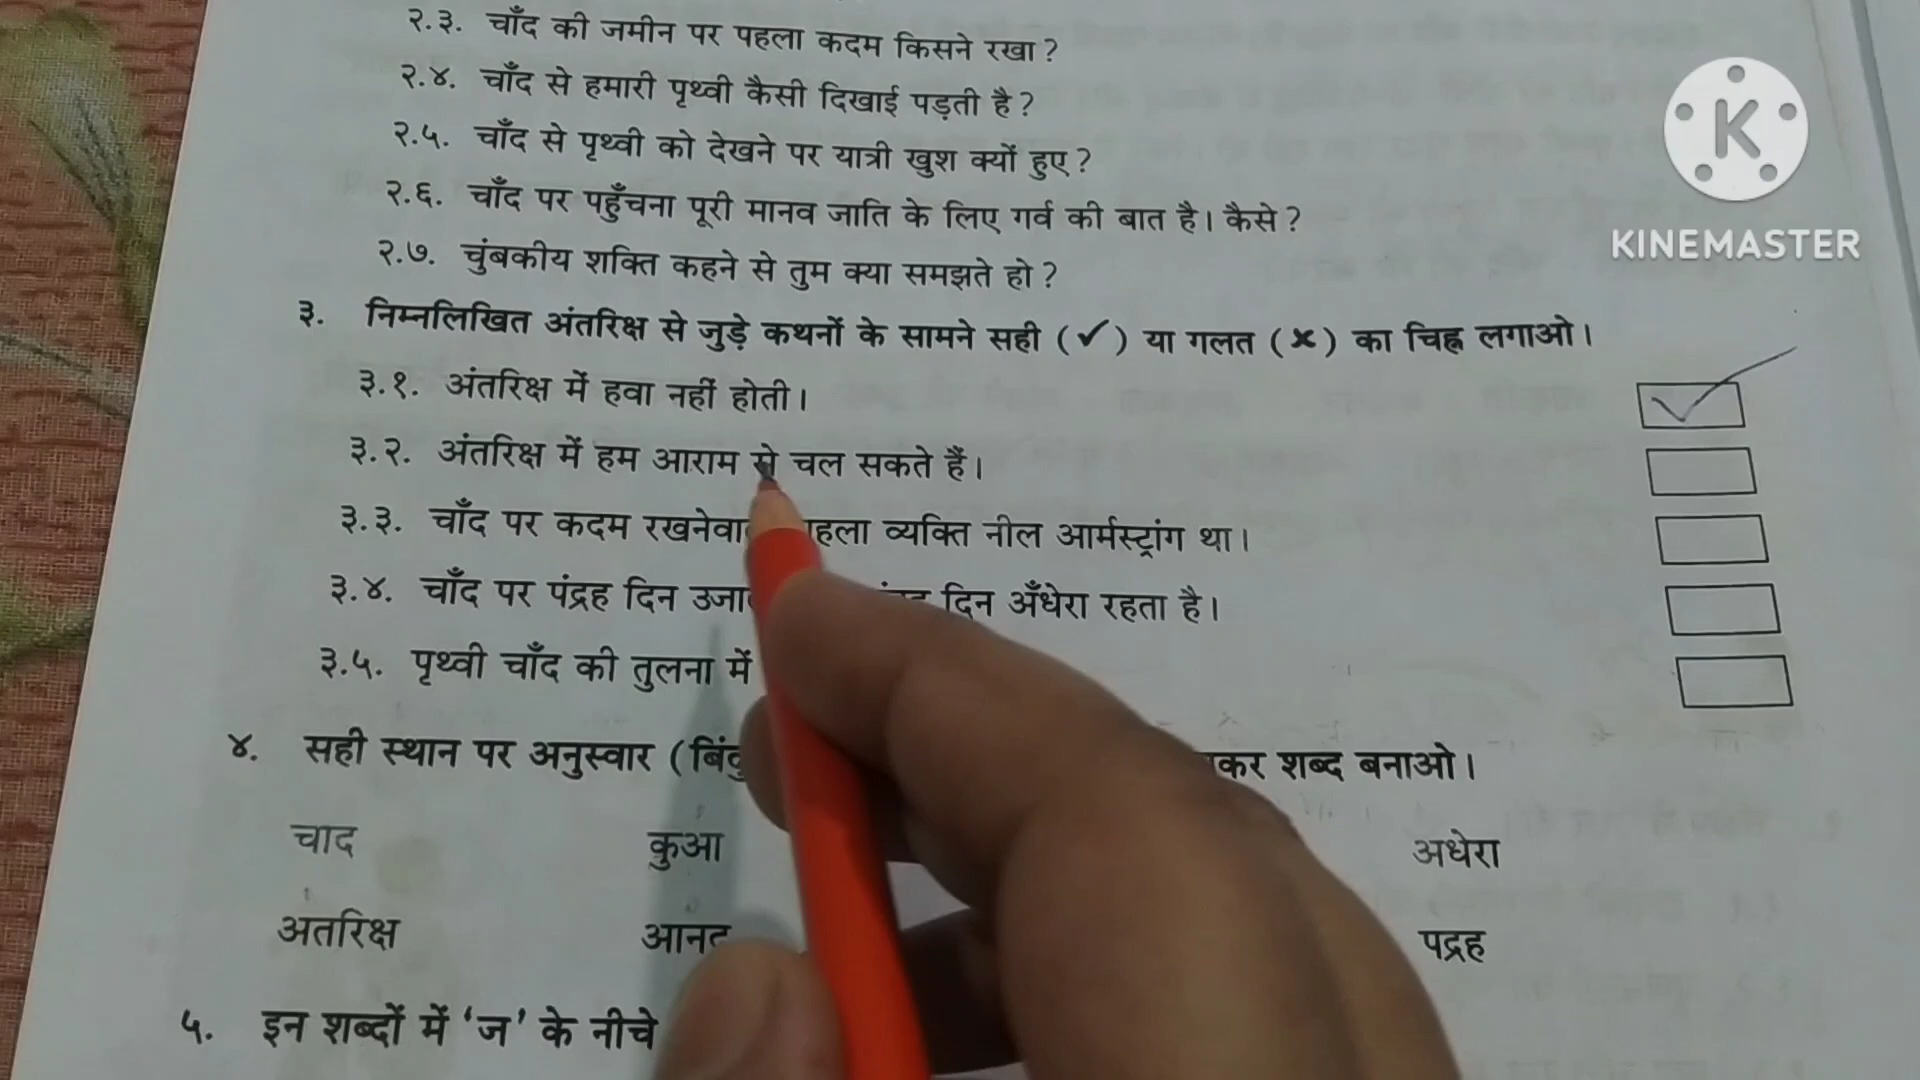 २.३. चाँद की जमीन पर पहला कदम किसने रखा?
२.४. चाँद से हमारी पृथ्वी कैसी दिखाई पड़ती है?
२.५. चाँद से पृथ्वी को देखने पर यात्री खुश क्यों हुए?
२.६. चाँद पर पहुँचना पूरी मानव जाति के लिए गर्व की बात है। कैसे?
२.७. चुंबकीय शक्ति कहने से तुम क्या समझते हो?
३. निम्नलिखित अंतरिक्ष से जुड़े कथनों के सामने सही (✓) या गलत (×) का चिह्न लगाओ।
३.१. अंतरिक्ष में हवा नहीं होती। ✓
३.२. अंतरिक्ष में हम आराम से चल सकते हैं।
३.३. चाँद पर कदम व्यक्ति नील आर्मस्ट्रांग था।
३.४. चाँद पर पंद्रह दिन दिन अँधेरा रहता है।
३.५. पृथ्वी चाँद की तुलना में
४. सही स्थान पर अनुस्वार शब्द बनाओ।
चाद कुआ अधेरा
अतरिक्ष आनद पद्रह
५. इन शब्दों में 'ज' के नीचे
K
KINEMASTER